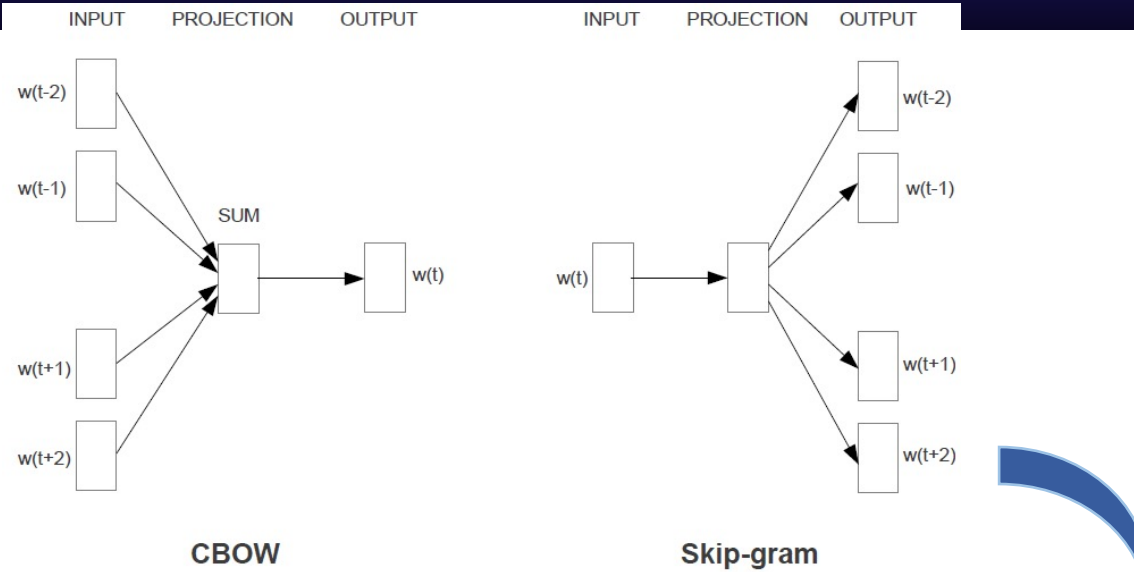 INPUT PROJECTION OUTPUT
w(t-2)
w(t-1)
SUM
w(t)
w(t+1)
w(t+2)
CBOW
INPUT PROJECTION OUTPUT
w(t-2)
w(t-1)
w(t)
w(t+1)
w(t+2)
Skip-gram